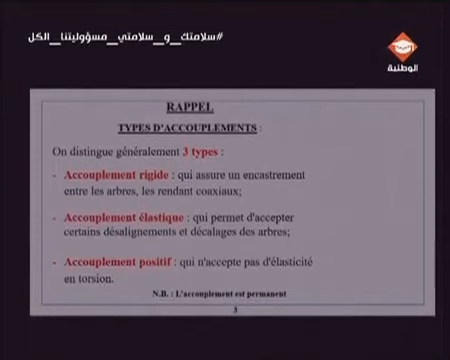 #سلامتك_و_سلامتي_مسؤوليتنا_الكل
الوطنية
RAPPEL
TYPES D'ACCOUPLEMENTS :
On distingue généralement 3 types :
- Accouplement rigide : qui assure un encastrement
entre les arbres, les rendant coaxiaux;
- Accouplement élastique : qui permet d'accepter
certains désalignements et décalages des arbres;
- Accouplement positif : qui n'accepte pas d'élasticité
en torsion.
N.B. : L'accouplement est permanent
3